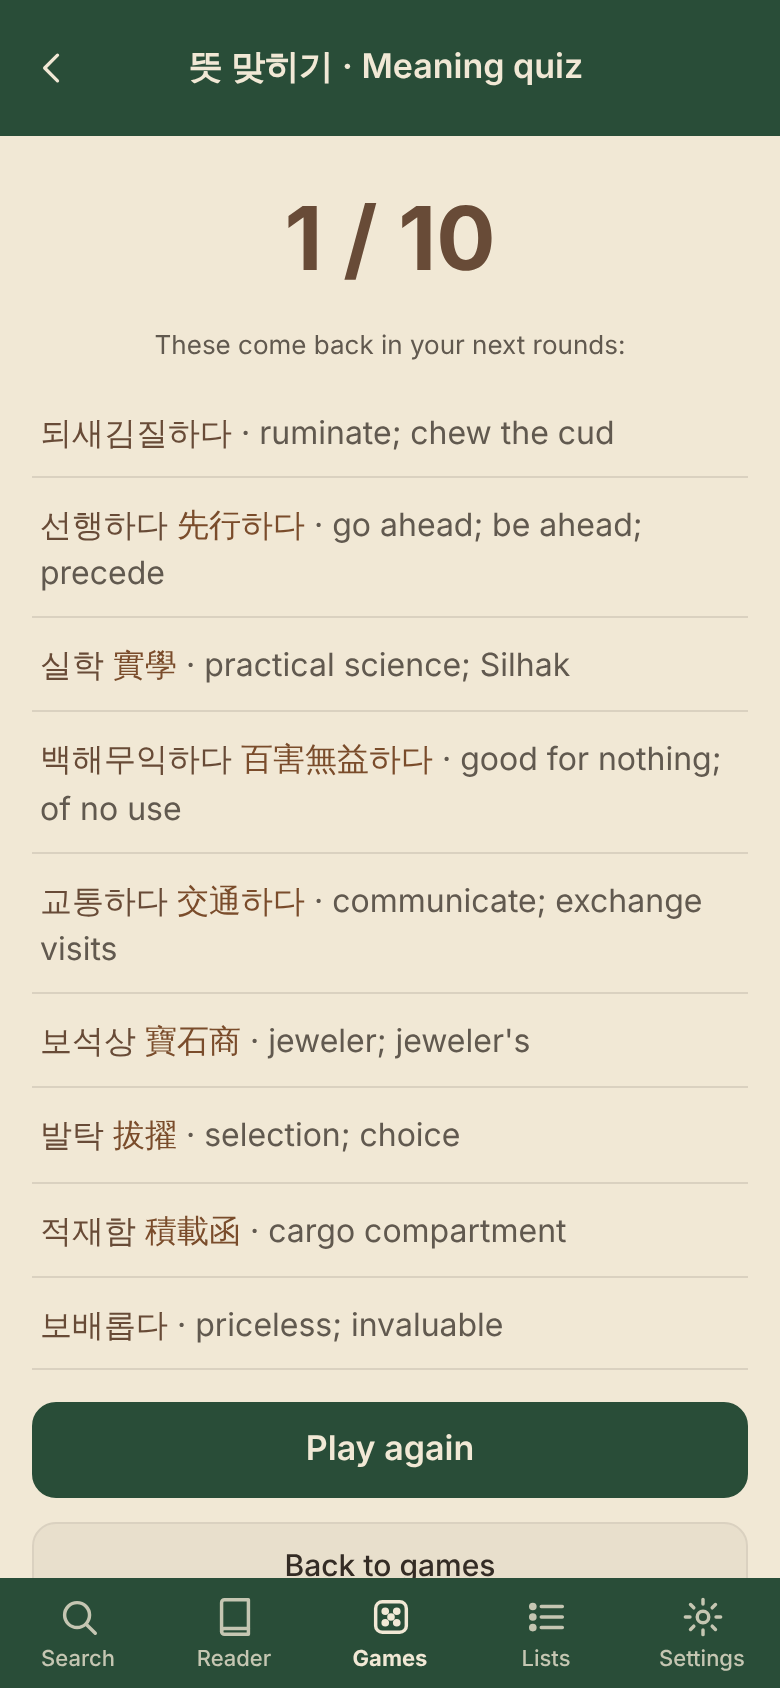 뜻 맞히기 · Meaning quiz
1 / 10
These come back in your next rounds:
되새김질하다 · ruminate; chew the cud
선행하다 先行하다 · go ahead; be ahead;
precede
실학 實學 · practical science; Silhak
백해무익하다 百害無益하다 · good for nothing;
of no use
교통하다 交通하다 · communicate; exchange
visits
보석상 寶石商 · jeweler; jeweler's
발탁 拔擢 · selection; choice
적재함 積載函 · cargo compartment
보배롭다 · priceless; invaluable
Play again
Back to games
Search
Reader
Games
Lists
Settings